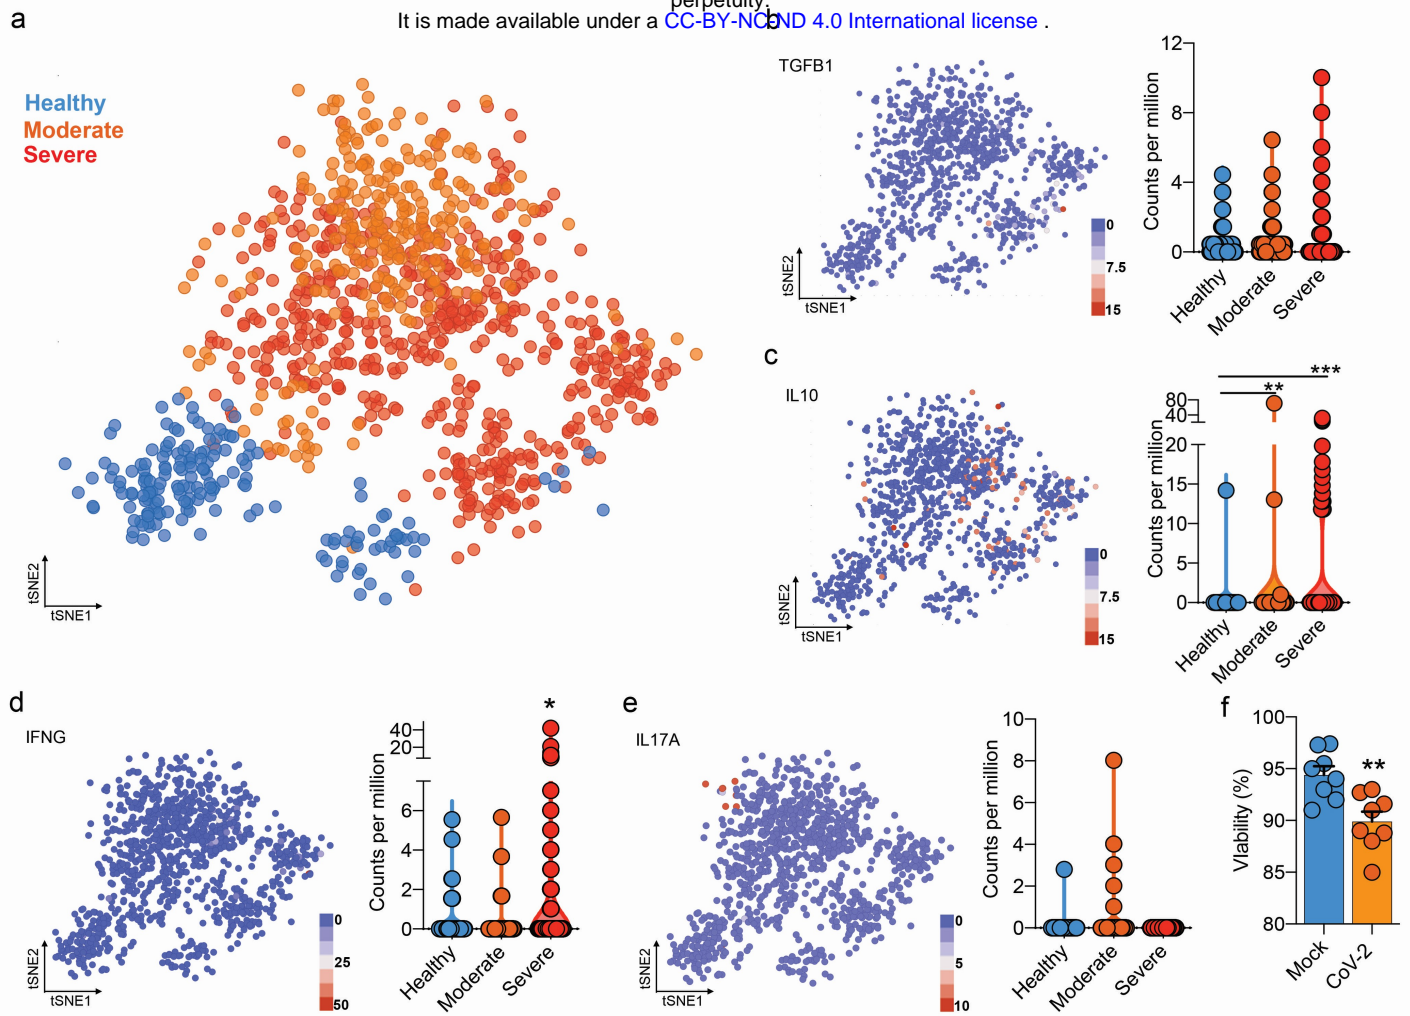 perpetuity.
It is made available under a CC-BY-NC-ND 4.0 International license .
a
Healthy
Moderate
Severe
tSNE2
tSNE1
b
TGFB1
tSNE2
tSNE1
0
7.5
15
Counts per million
12
8
4
0
Healthy
Moderate
Severe
c
IL10
tSNE2
tSNE1
0
7.5
15
Counts per million
80
40
20
15
10
5
0
**
***
Healthy
Moderate
Severe
d
IFNG
tSNE2
tSNE1
0
25
50
Counts per million
40
20
6
4
2
0
*
Healthy
Moderate
Severe
e
IL17A
tSNE2
tSNE1
0
5
10
Counts per million
10
8
6
4
2
0
Healthy
Moderate
Severe
f
Viability (%)
100
95
90
85
80
**
Mock
CoV-2